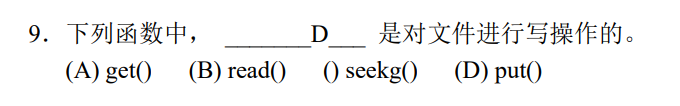 9．下列函数中， _______D___ 是对文件进行写操作的。
(A) get() (B) read() () seekg() (D) put()